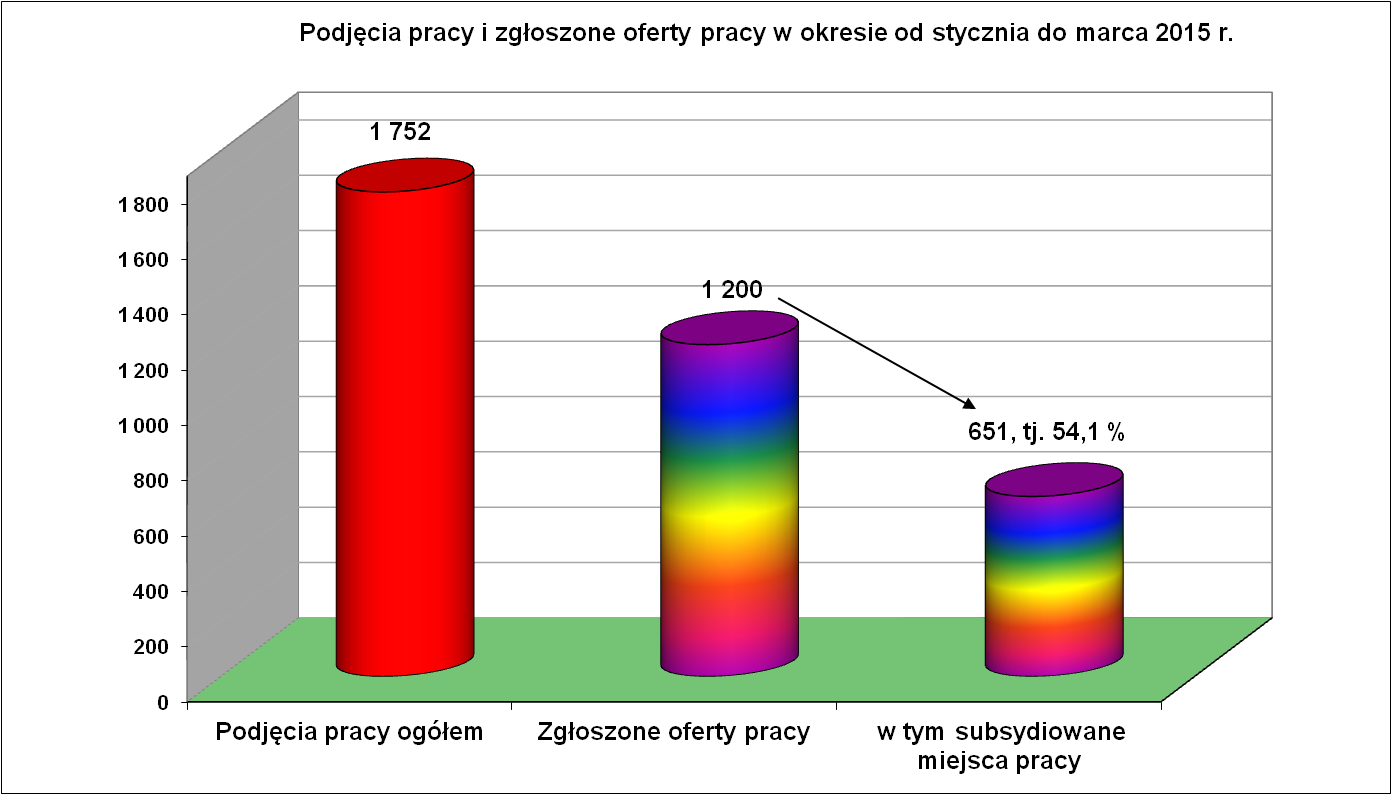 Podjęcia pracy i zgłoszone oferty pracy w okresie od stycznia do marca 2015 r.
1 752
1 200
651, tj. 54,1 %
1 800
1 600
1 400
1 200
1 000
800
600
400
200
0
Podjęcia pracy ogółem
Zgłoszone oferty pracy
w tym subsydiowane
miejsca pracy